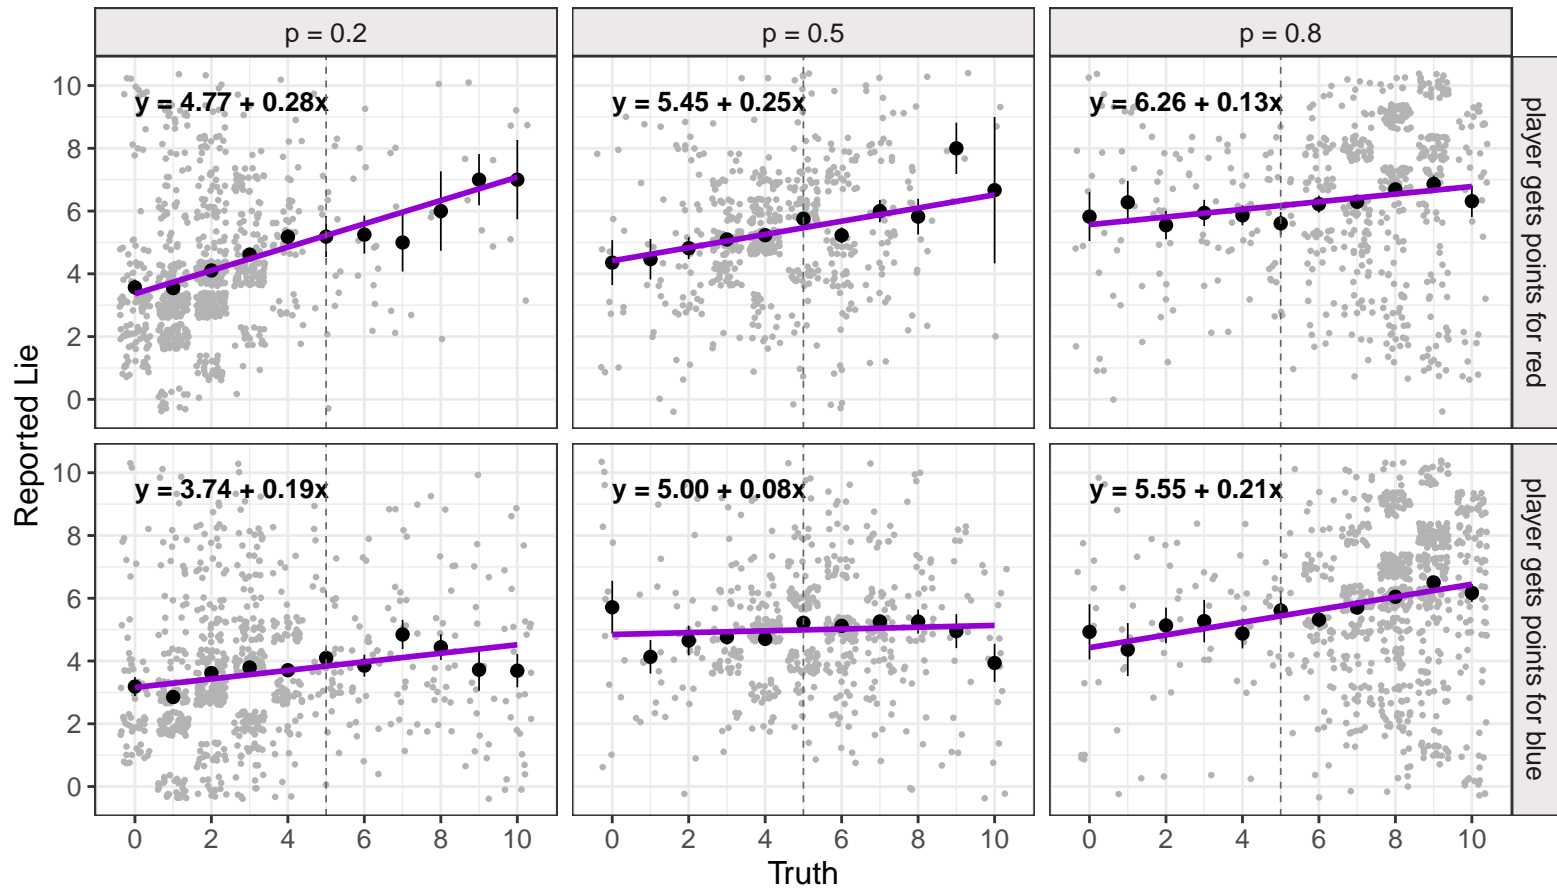 p = 0.2
p = 0.5
p = 0.8
y = 4.77 + 0.28x
y = 5.45 + 0.25x
y = 6.26 + 0.13x
10
8
6
4
2
0
player gets points for red
Reported Lie
y = 3.74 + 0.19x
y = 5.00 + 0.08x
y = 5.55 + 0.21x
10
8
6
4
2
0
player gets points for blue
0 2 4 6 8 10
0 2 4 6 8 10
0 2 4 6 8 10
Truth